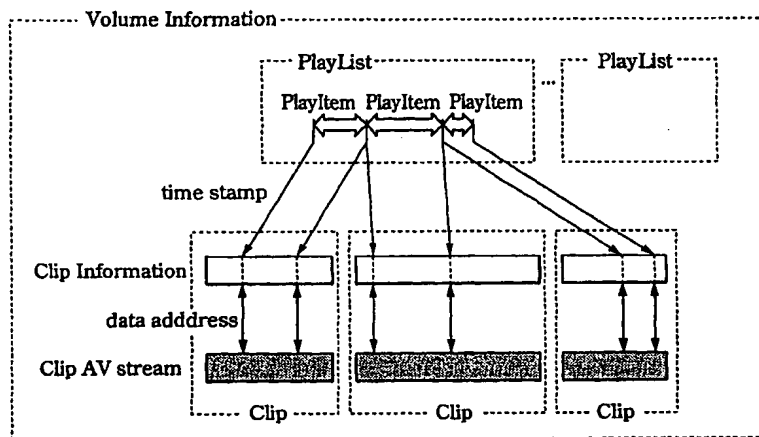 Volume Information
PlayList
PlayList
...
PlayItem PlayItem PlayItem
time stamp
Clip Information
data adddress
Clip AV stream
Clip
Clip
Clip